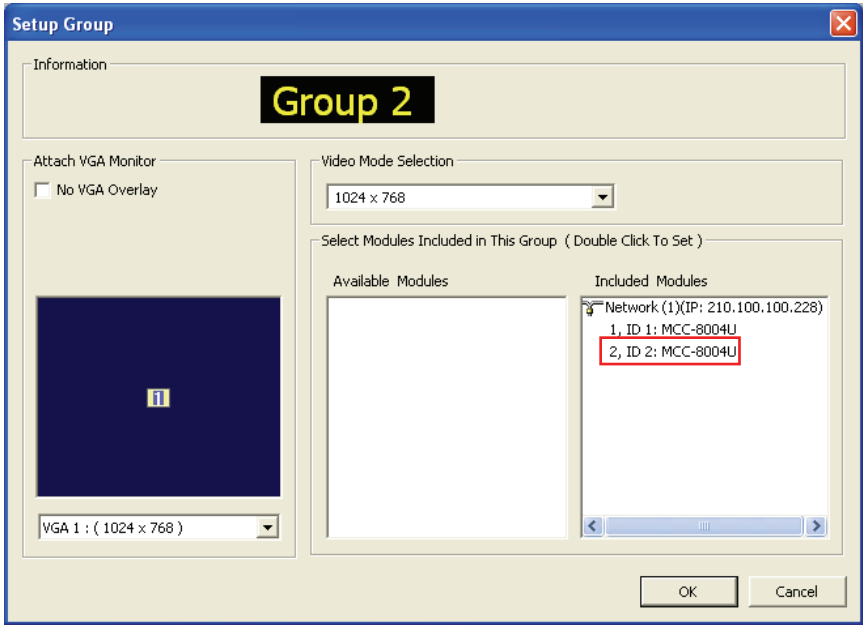 Setup Group
Information
Group 2
Attach VGA Monitor
No VGA Overlay
1
VGA 1 : ( 1024 x 768 )
Video Mode Selection
1024 x 768
Select Modules Included in This Group ( Double Click To Set )
Available Modules
Included Modules
Network (1)(IP: 210.100.100.228)
1, ID 1: MCC-8004U
2, ID 2: MCC-8004U
OK
Cancel